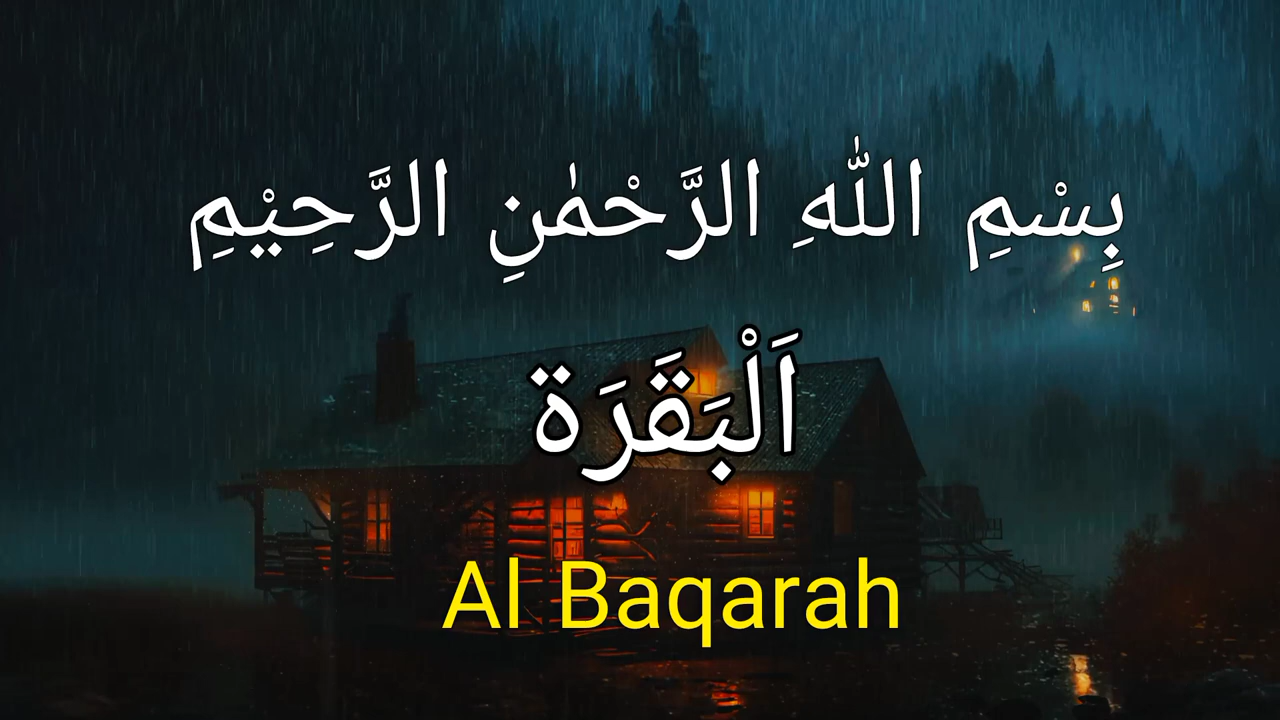 بِسْمِ اللّٰهِ الرَّحْمٰنِ الرَّحِيْمِ
اَلْبَقَرَة
Al Baqarah